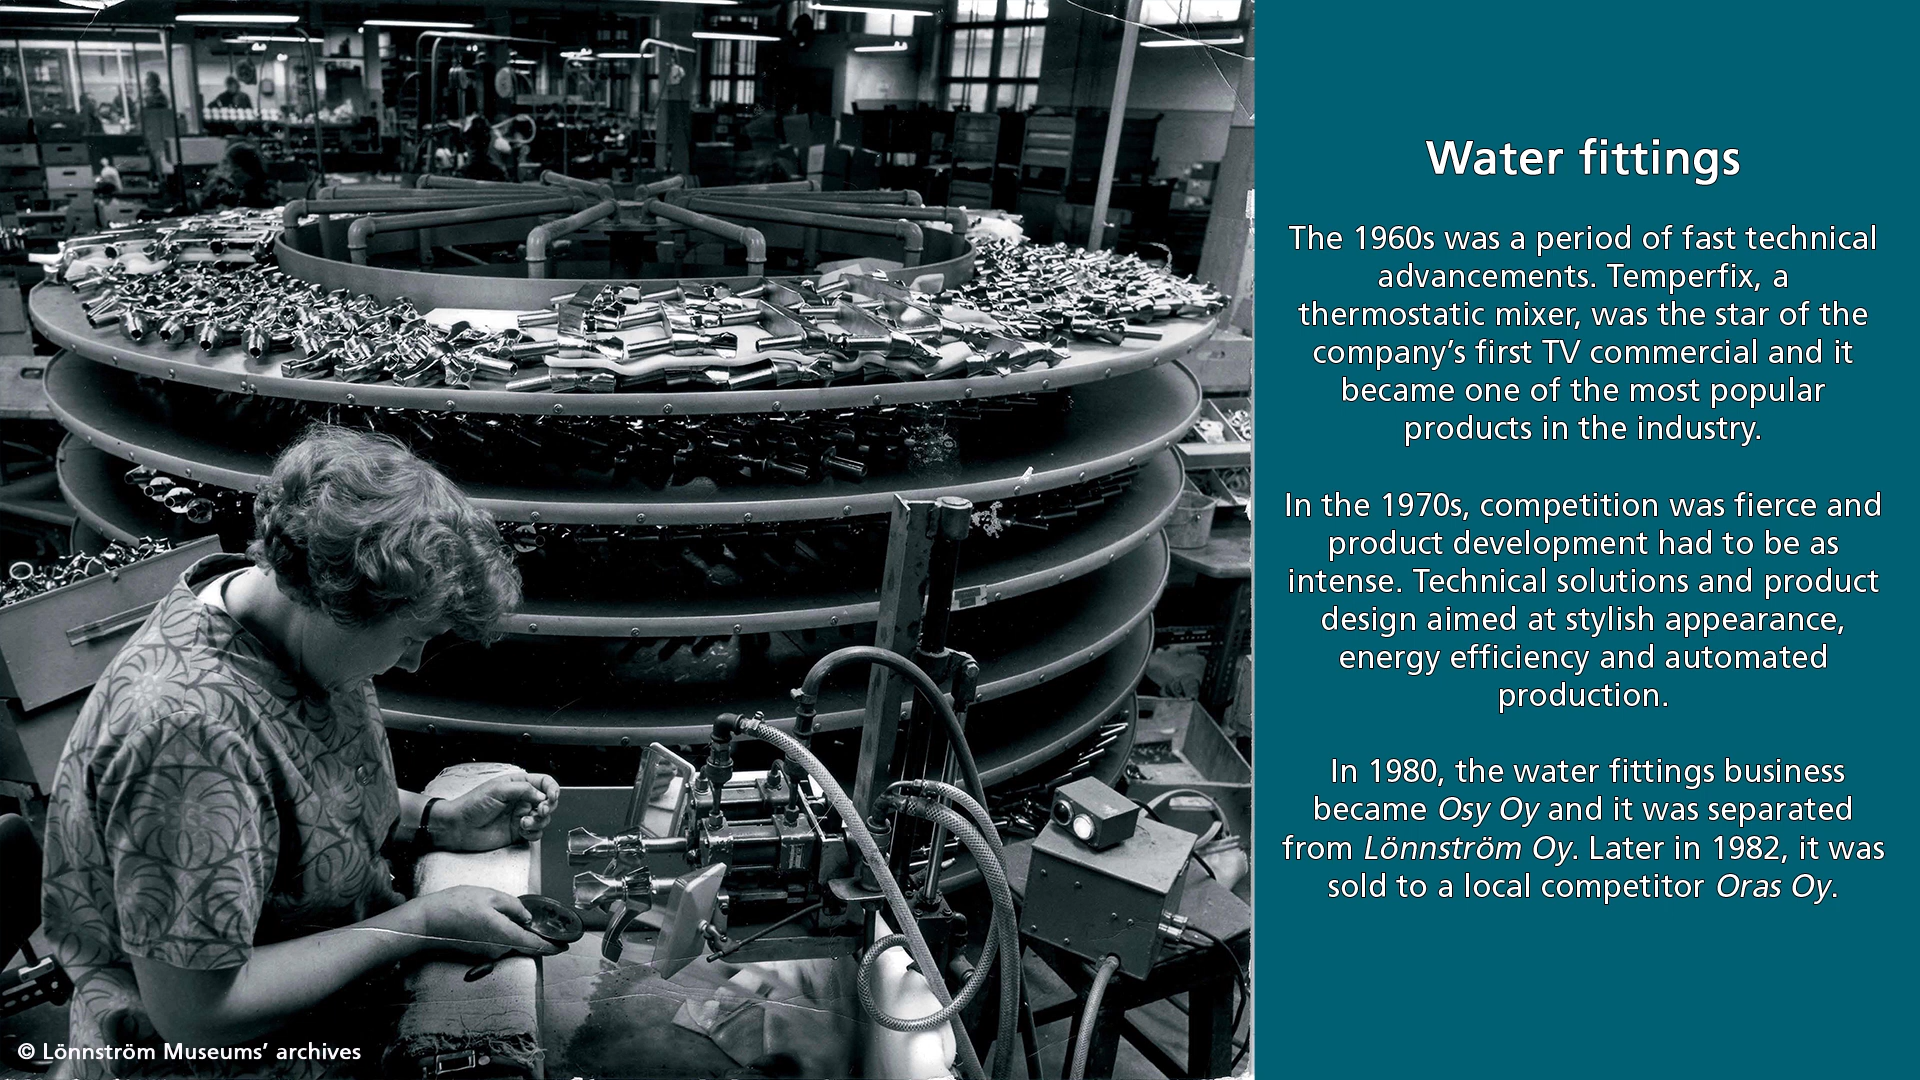 Water fittings
The 1960s was a period of fast technical
advancements. Temperfix, a
thermostatic mixer, was the star of the
company’s first TV commercial and it
became one of the most popular
products in the industry.
In the 1970s, competition was fierce and
product development had to be as
intense. Technical solutions and product
design aimed at stylish appearance,
energy efficiency and automated
production.
In 1980, the water fittings business
became Osy Oy and it was separated
from Lönnström Oy. Later in 1982, it was
sold to a local competitor Oras Oy.
© Lönnström Museums’ archives